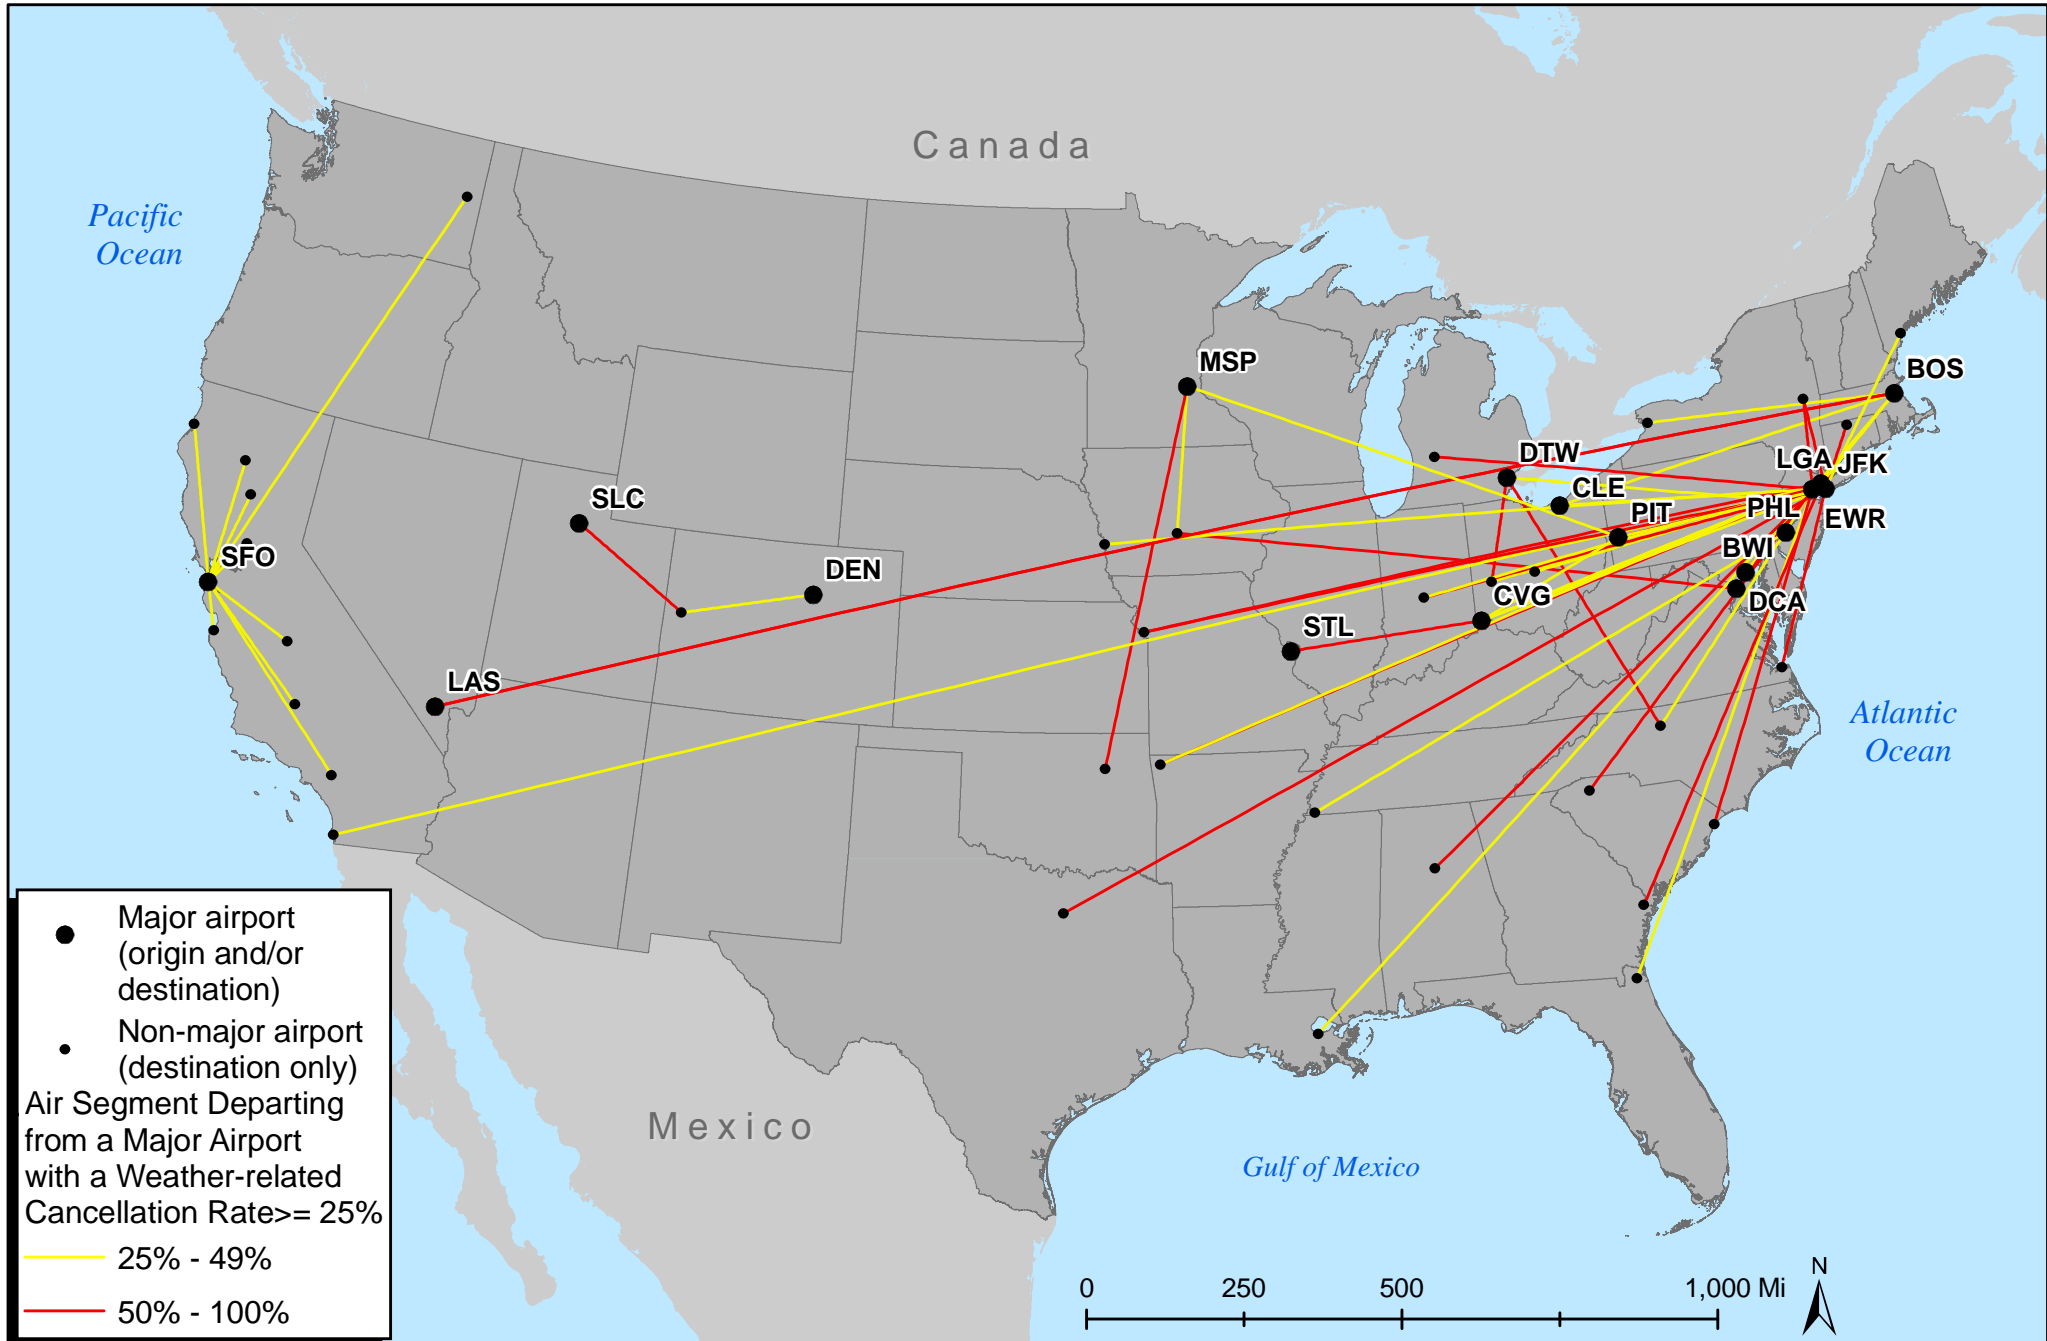 Canada
Pacific
Ocean
MSP
BOS
DTW
LGA
JFK
CLE
SLC
PIT
PHL
EWR
SFO
BWI
DEN
CVG
DCA
STL
LAS
Atlantic
Ocean
Major airport
(origin and/or
destination)
Non-major airport
(destination only)
Air Segment Departing
from a Major Airport
with a Weather-related
Cancellation Rate>= 25%
25% - 49%
50% - 100%
Mexico
Gulf of Mexico
0
250
500
1,000 Mi
N